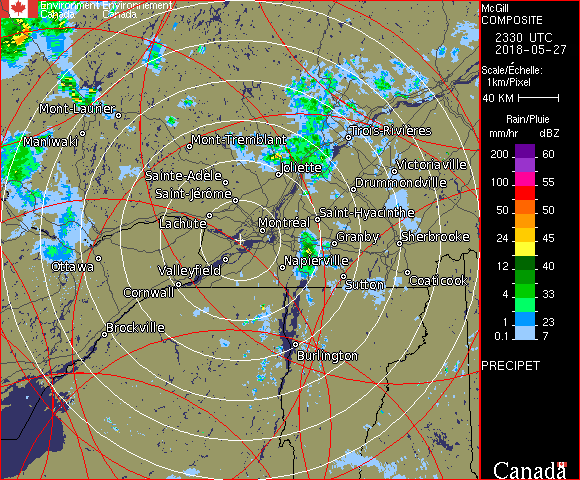 Environment Environnement
Canada Canada
McGill
COMPOSITE
2330 UTC
2018-05-27
Scale/Échelle:
1km/Pixel
40 KM
Rain/Pluie
mm/hr dBZ
200 60
100 55
50 50
24 45
12 40
4 33
1 23
0.1 7
PRECIPET
Canada
Mont-Laurier
Maniwaki
Mont-Tremblant
Trois-Rivières
Joliette
Victoriaville
Sainte-Adèle
Drummondville
Saint-Jérôme
Lachute
Montréal
Saint-Hyacinthe
Granby
Sherbrooke
Ottawa
Valleyfield
Napierville
Cornwall
Sutton
Coaticook
Brockville
Burlington